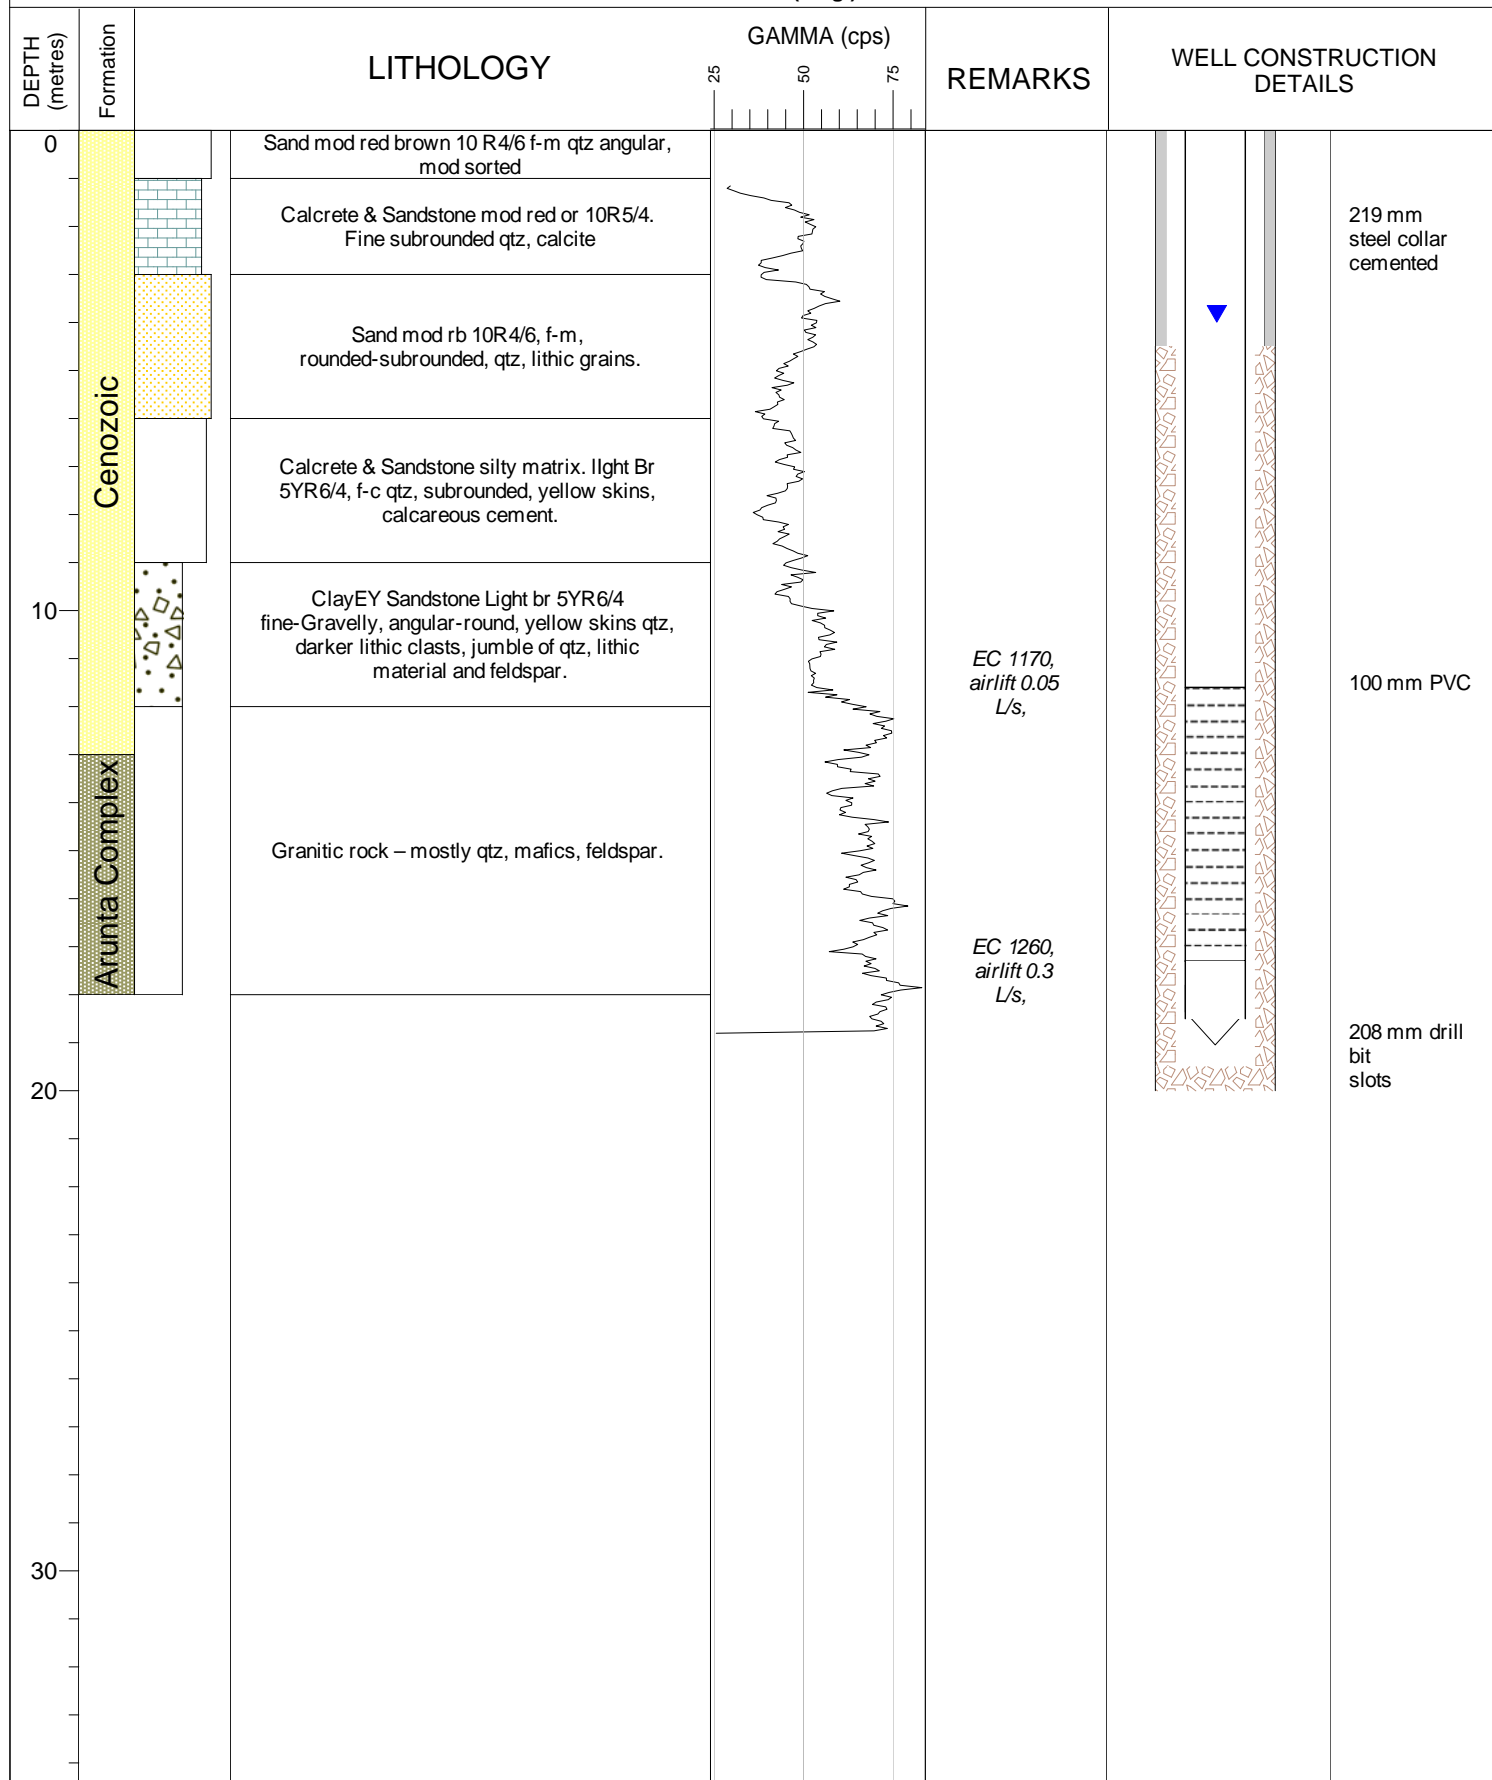 DEPTH
(metres)
Formation
LITHOLOGY
GAMMA (cps)
25
50
75
REMARKS
WELL CONSTRUCTION
DETAILS
0
10
20
30
Cenozoic
Arunta Complex
Sand mod red brown 10 R4/6 f-m qtz angular,
mod sorted
Calcrete & Sandstone mod red or 10R5/4.
Fine subrounded qtz, calcite
Sand mod rb 10R4/6, f-m,
rounded-subrounded, qtz, lithic grains.
Calcrete & Sandstone silty matrix. lIght Br
5YR6/4, f-c qtz, subrounded, yellow skins,
calcareous cement.
ClayEY Sandstone Light br 5YR6/4
fine-Gravelly, angular-round, yellow skins qtz,
darker lithic clasts, jumble of qtz, lithic
material and feldspar.
Granitic rock – mostly qtz, mafics, feldspar.
EC 1170,
airlift 0.05
L/s,
EC 1260,
airlift 0.3
L/s,
219 mm
steel collar
cemented
100 mm PVC
208 mm drill
bit
slots